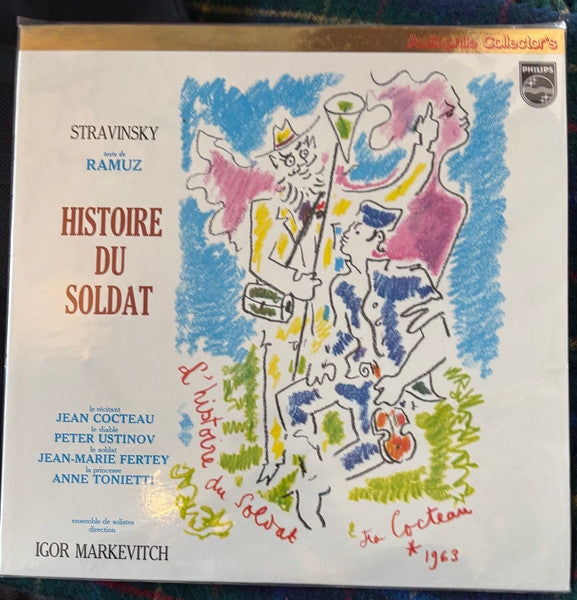 Audiophile Collector's
PHILIPS
STRAVINSKY
texte de
RAMUZ
HISTOIRE
DU
SOLDAT
le récitant
JEAN COCTEAU
le diable
PETER USTINOV
le soldat
JEAN-MARIE FERTEY
la princesse
ANNE TONIETTI
ensemble de solistes
direction
IGOR MARKEVITCH
L'histoire du Soldat
Jean Cocteau
* 1963